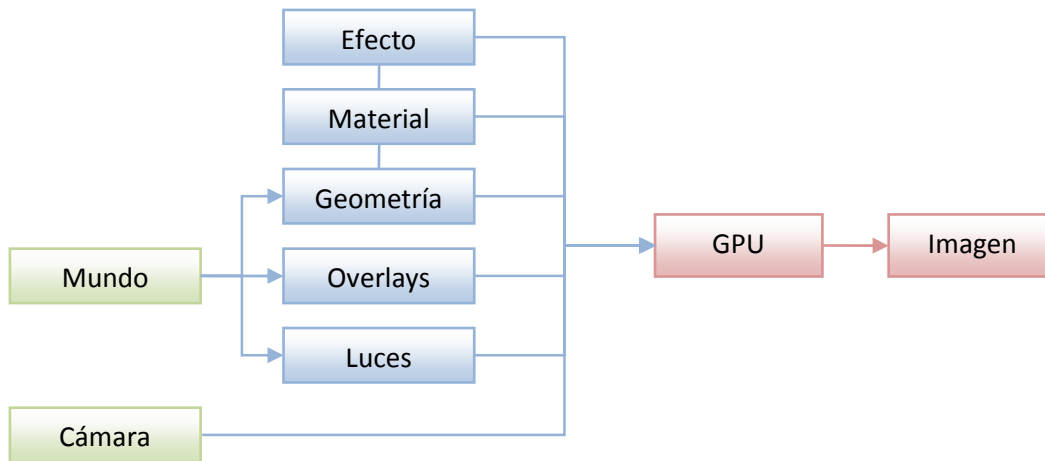 Efecto
Material
Geometría
GPU
Imagen
Mundo
Overlays
Luces
Cámara